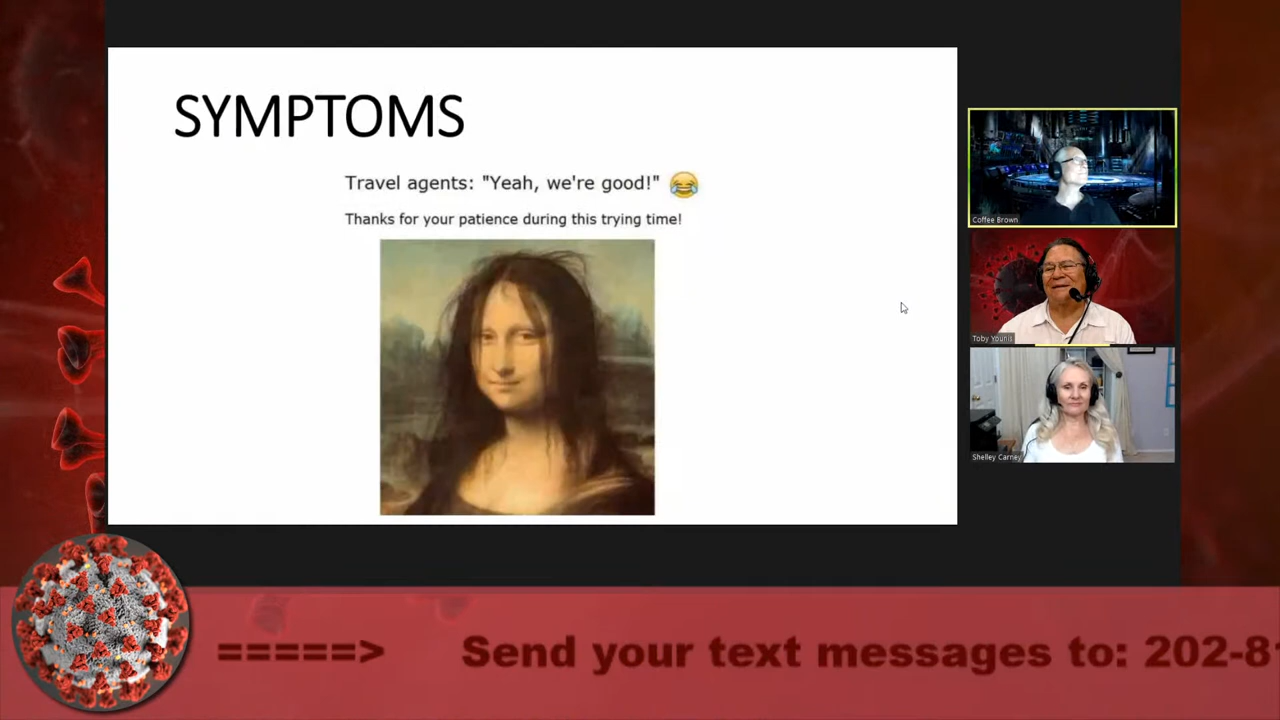 SYMPTOMS
Travel agents: "Yeah, we're good!" 😂
Thanks for your patience during this trying time!
Coffee Brown
Toby Younis
Shelley Carney
=====> Send your text messages to: 202-8